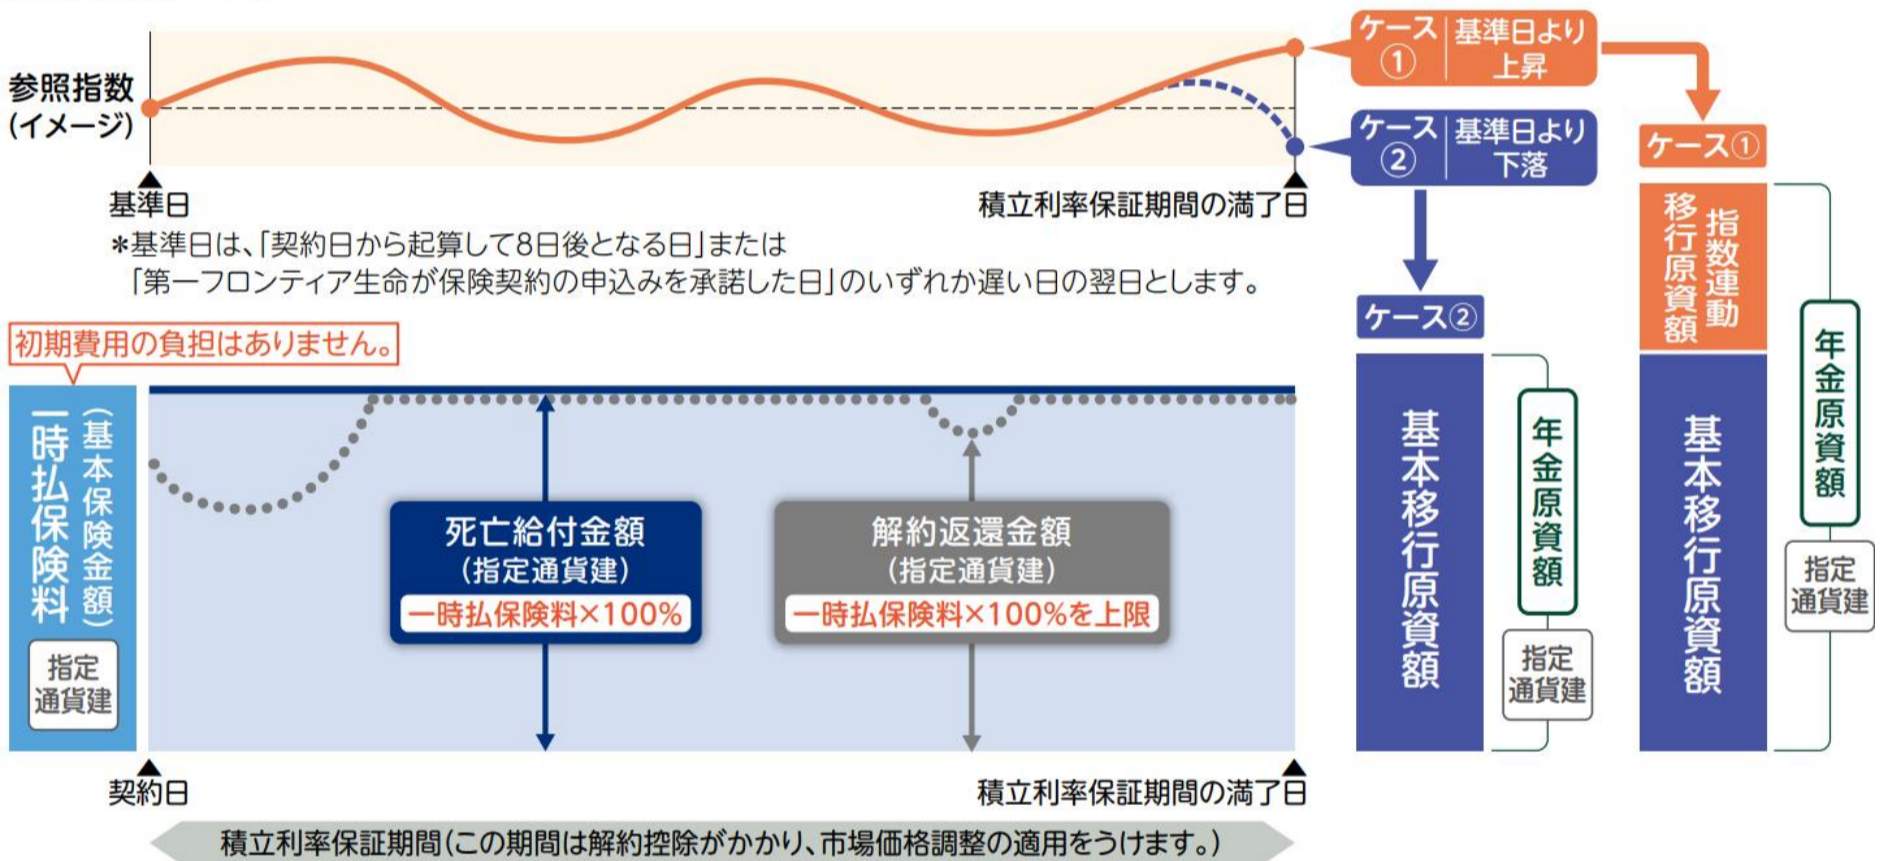 参照指数
(イメージ)
ケース
①
基準日より
上昇
ケース
②
基準日より
下落
基準日
積立利率保証期間の満了日
*基準日は、「契約日から起算して8日後となる日」または
「第一フロンティア生命が保険契約の申込みを承諾した日」のいずれか遅い日の翌日とします。
初期費用の負担はありません。
一時払保険料
(基本保険金額)
指定
通貨建
死亡給付金額
(指定通貨建)
一時払保険料×100%
解約返還金額
(指定通貨建)
一時払保険料×100%を上限
契約日
積立利率保証期間の満了日
積立利率保証期間(この期間は解約控除がかかり、市場価格調整の適用をうけます。)
ケース②
基本移行原資額
年金原資額
指定
通貨建
ケース①
指数連動
移行原資額
基本移行原資額
年金原資額
指定
通貨建